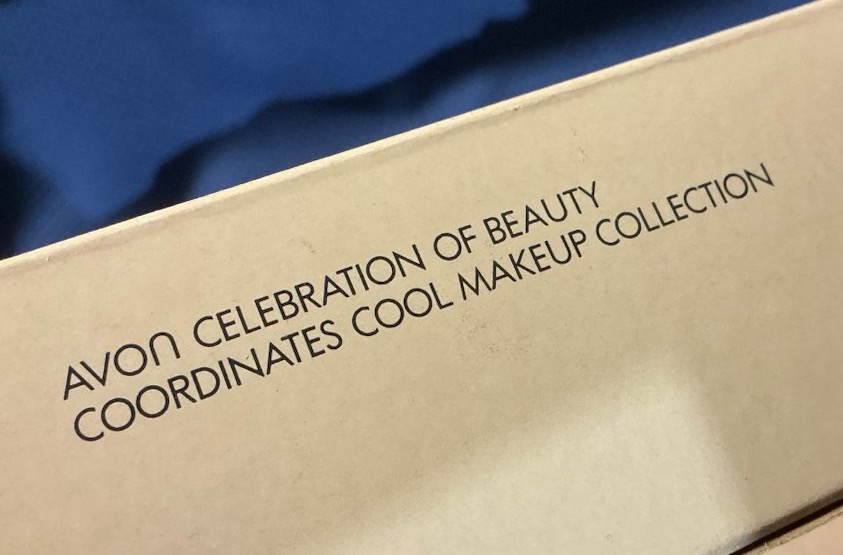 AVON CELEBRATION OF BEAUTY
COORDINATES COOL MAKEUP COLLECTION